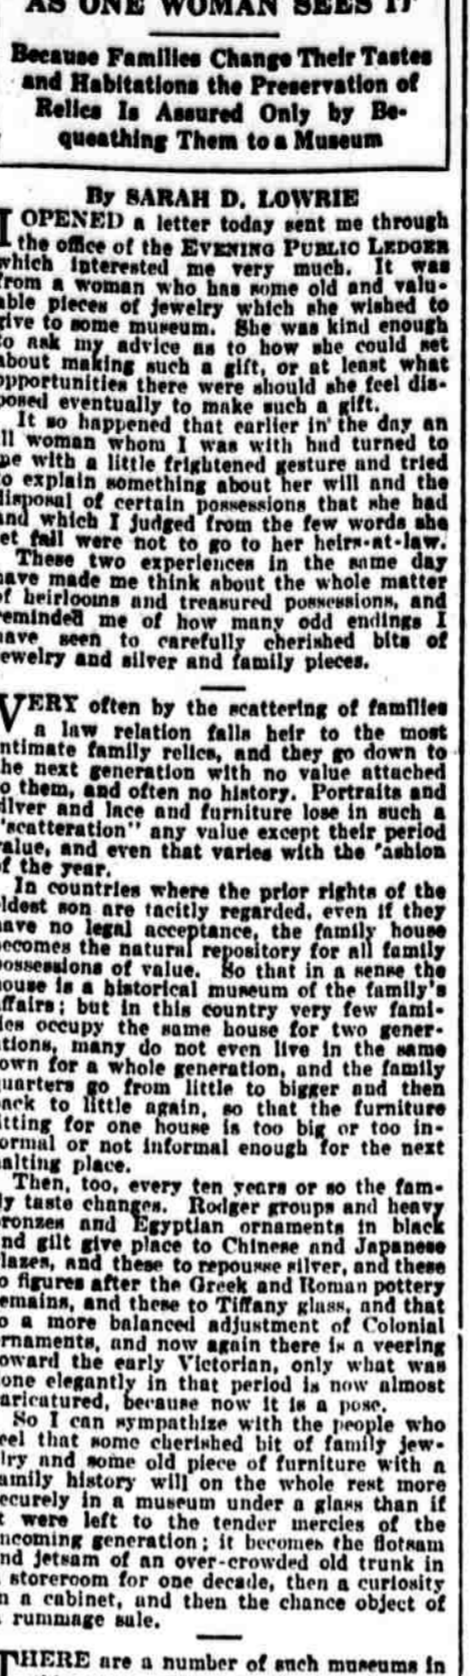 AS ONE WOMAN SEES IT
Because Families Change Their Tastes
and Habitations the Preservation of
Relics Is Assured Only by Be-
queathing Them to a Museum
By SARAH D. LOWRIE
I OPENED a letter today sent me through
the office of the EVENING PUBLIC LEDGER
which interested me very much. It was
from a woman who has some old and valu-
able pieces of jewelry which she wished to
give to some museum. She was kind enough
to ask my advice as to how she could set
about making such a gift, or at least what
opportunities there were should she feel dis-
posed eventually to make such a gift.
It so happened that earlier in the day an
ill woman whom I was with had turned to
me with a little frightened gesture and tried
to explain something about her will and the
disposal of certain possessions that she had
and which I judged from the few words she
let fall were not to go to her heirs-at-law.
These two experiences in the same day
have made me think about the whole matter
of heirlooms and treasured possessions, and
reminded me of how many odd endings I
have seen to carefully cherished bits of
jewelry and silver and family pieces.
VERY often by the scattering of families
a law relation falls heir to the most
intimate family relics, and they go down to
the next generation with no value attached
to them, and often no history. Portraits and
silver and lace and furniture lose in such a
"scatteration" any value except their period
value, and even that varies with the 'ashion
of the year.
In countries where the prior rights of the
eldest son are tacitly regarded, even if they
have no legal acceptance, the family house
becomes the natural repository for all family
possessions of value. So that in a sense the
house is a historical museum of the family's
affairs; but in this country very few fami-
lies occupy the same house for two gener-
ations, many do not even live in the same
town for a whole generation, and the family
quarters go from little to bigger and then
back to little again, so that the furniture
fitting for one house is too big or too in-
formal or not informal enough for the next
halting place.
Then, too, every ten years or so the fam-
ily taste changes. Rodger groups and heavy
bronzes and Egyptian ornaments in black
and gilt give place to Chinese and Japanese
glazes, and these to repousse silver, and these
to figures after the Greek and Roman pottery
remains, and these to Tiffany glass, and that
to a more balanced adjustment of Colonial
ornaments, and now again there is a veering
toward the early Victorian, only what was
done elegantly in that period is now almost
caricatured, because now it is a pose.
So I can sympathize with the people who
feel that some cherished bit of family jew-
elry and some old piece of furniture with a
family history will on the whole rest more
securely in a museum under a glass than if
it were left to the tender mercies of the
incoming generation; it becomes the flotsam
and jetsam of an over-crowded old trunk in
a storeroom for one decade, then a curiosity
in a cabinet, and then the chance object of
a rummage sale.
THERE are a number of such museums in